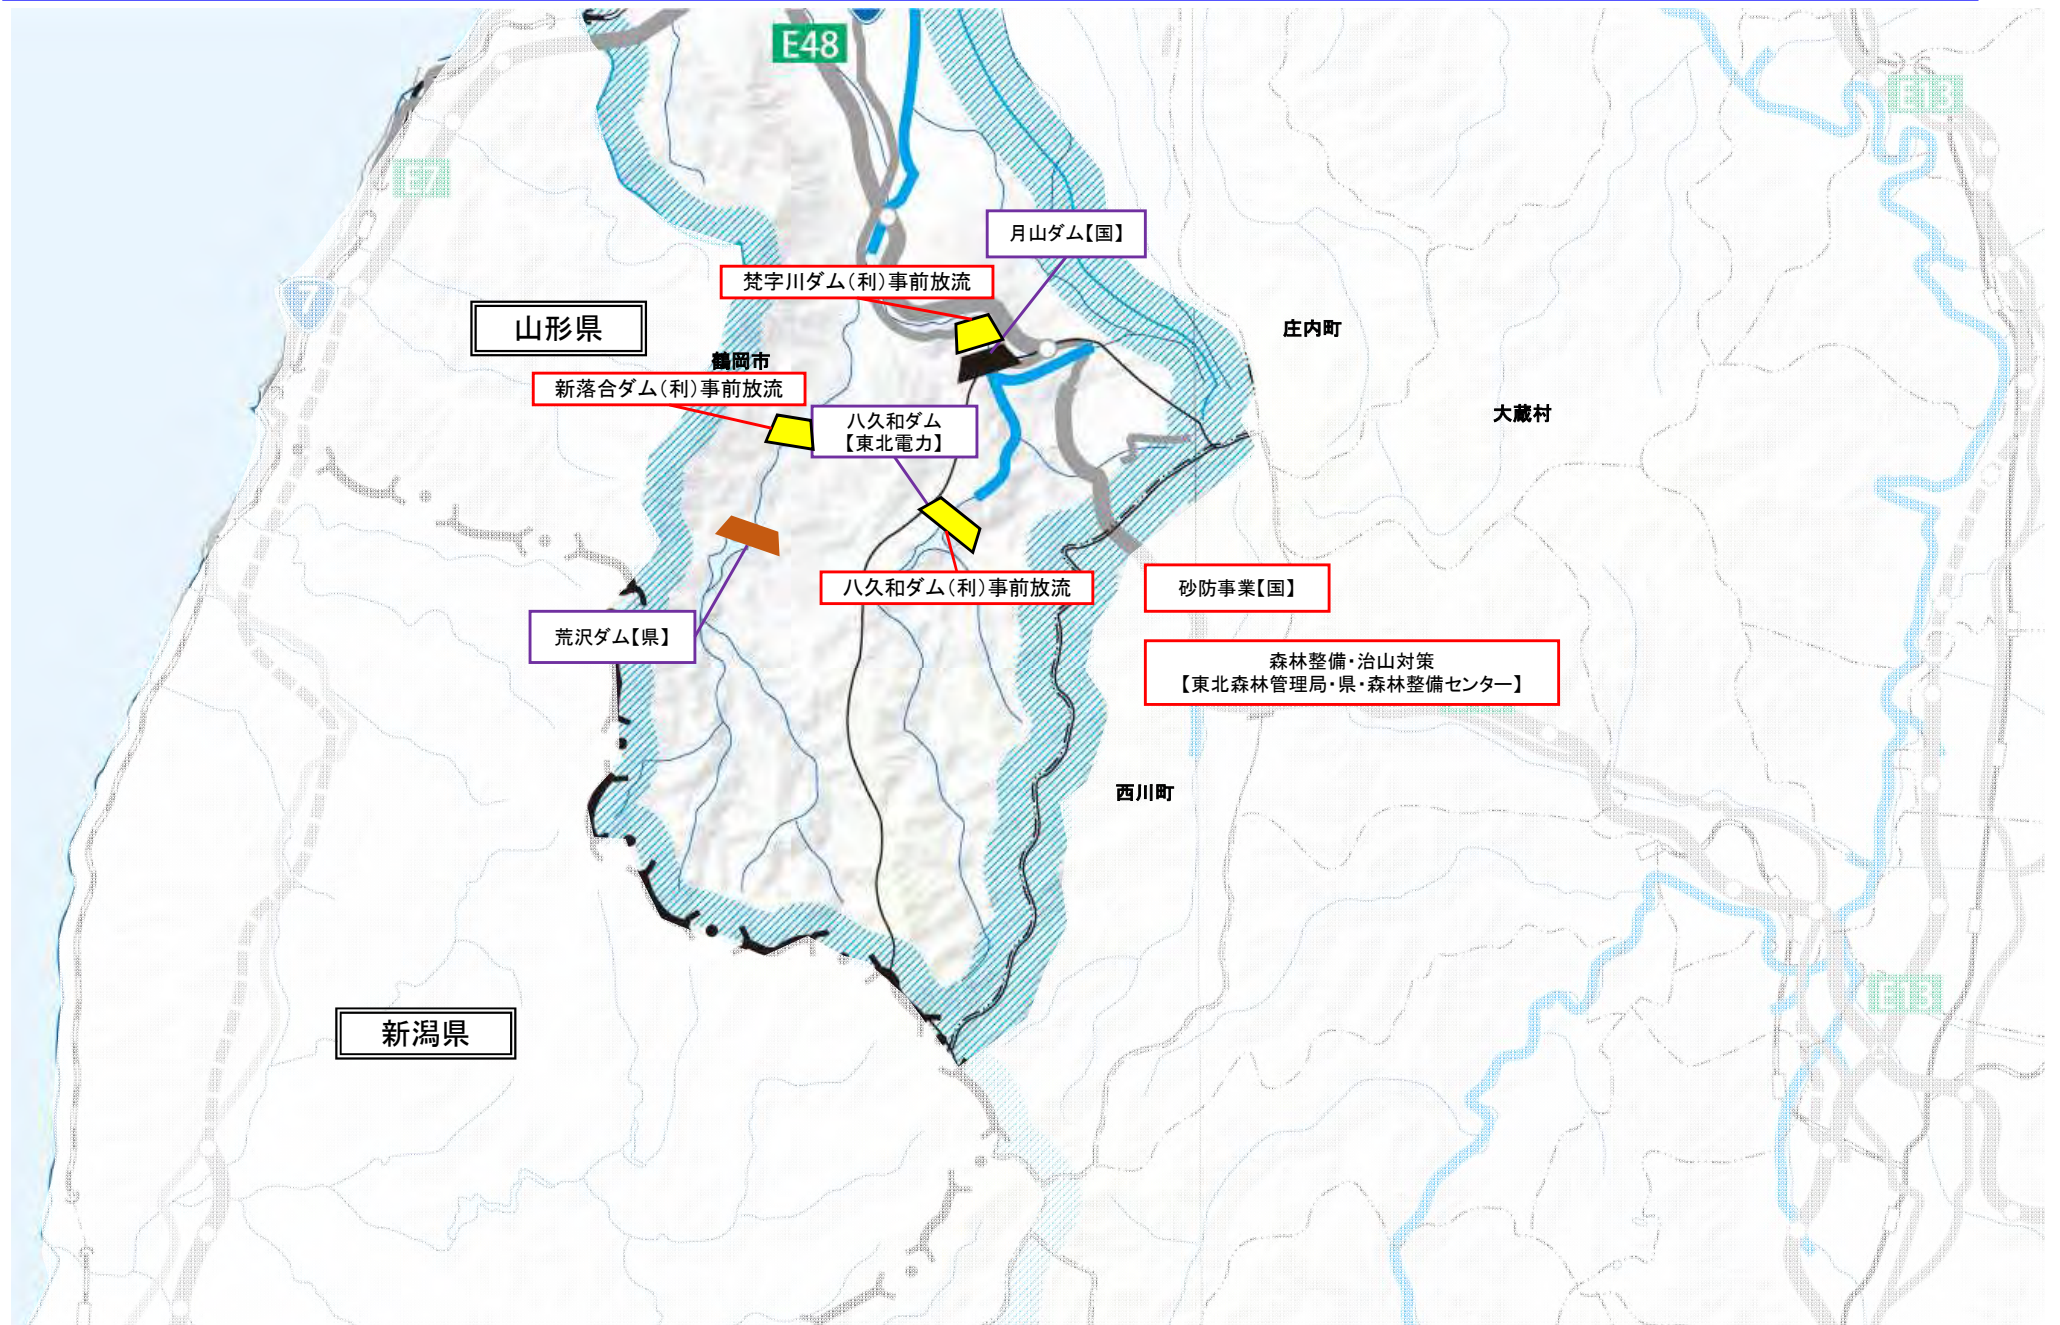 E48
E13
E7
月山ダム【国】
梵字川ダム(利)事前放流
7
山形県
庄内町
鶴岡市
新落合ダム(利)事前放流
大蔵村
八久和ダム
【東北電力】
八久和ダム(利)事前放流
砂防事業【国】
荒沢ダム【県】
森林整備・治山対策
【東北森林管理局・県・森林整備センター】
西川町
E13
新潟県